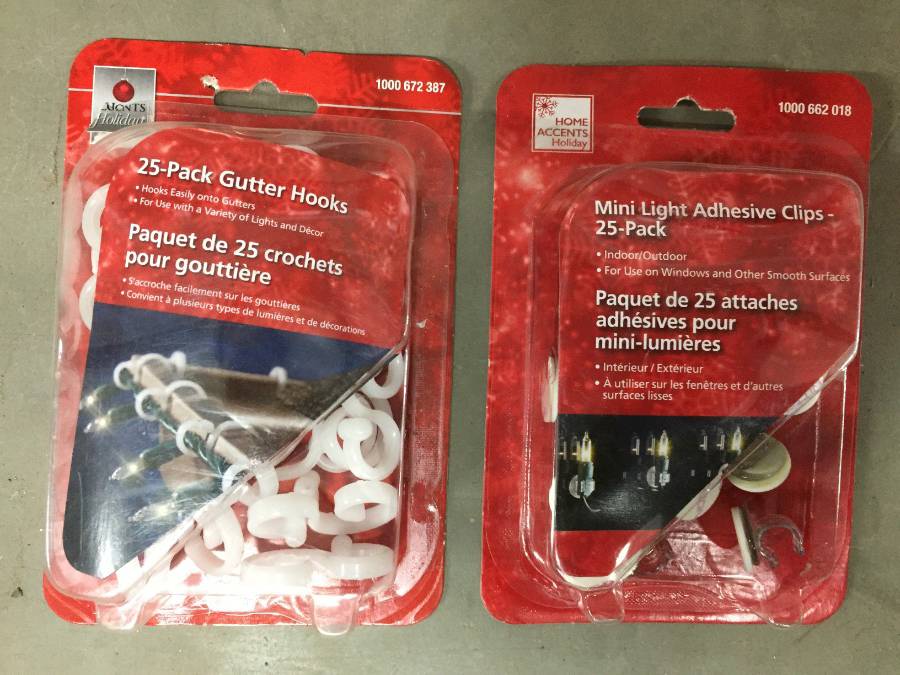 1000 672 387
Holiday
25-Pack Gutter Hooks
• Hooks Easily onto Gutters
• For Use with a Variety of Lights and Décor
Paquet de 25 crochets
pour gouttière
• S'accroche facilement sur les gouttières
• Convient à plusieurs types de lumières et de décorations
HOME
ACCENTS
Holiday
1000 662 018
Mini Light Adhesive Clips -
25-Pack
• Indoor/Outdoor
• For Use on Windows and Other Smooth Surfaces
Paquet de 25 attaches
adhésives pour
mini-lumières
• Intérieur / Extérieur
• À utiliser sur les fenêtres et d'autres
surfaces lisses